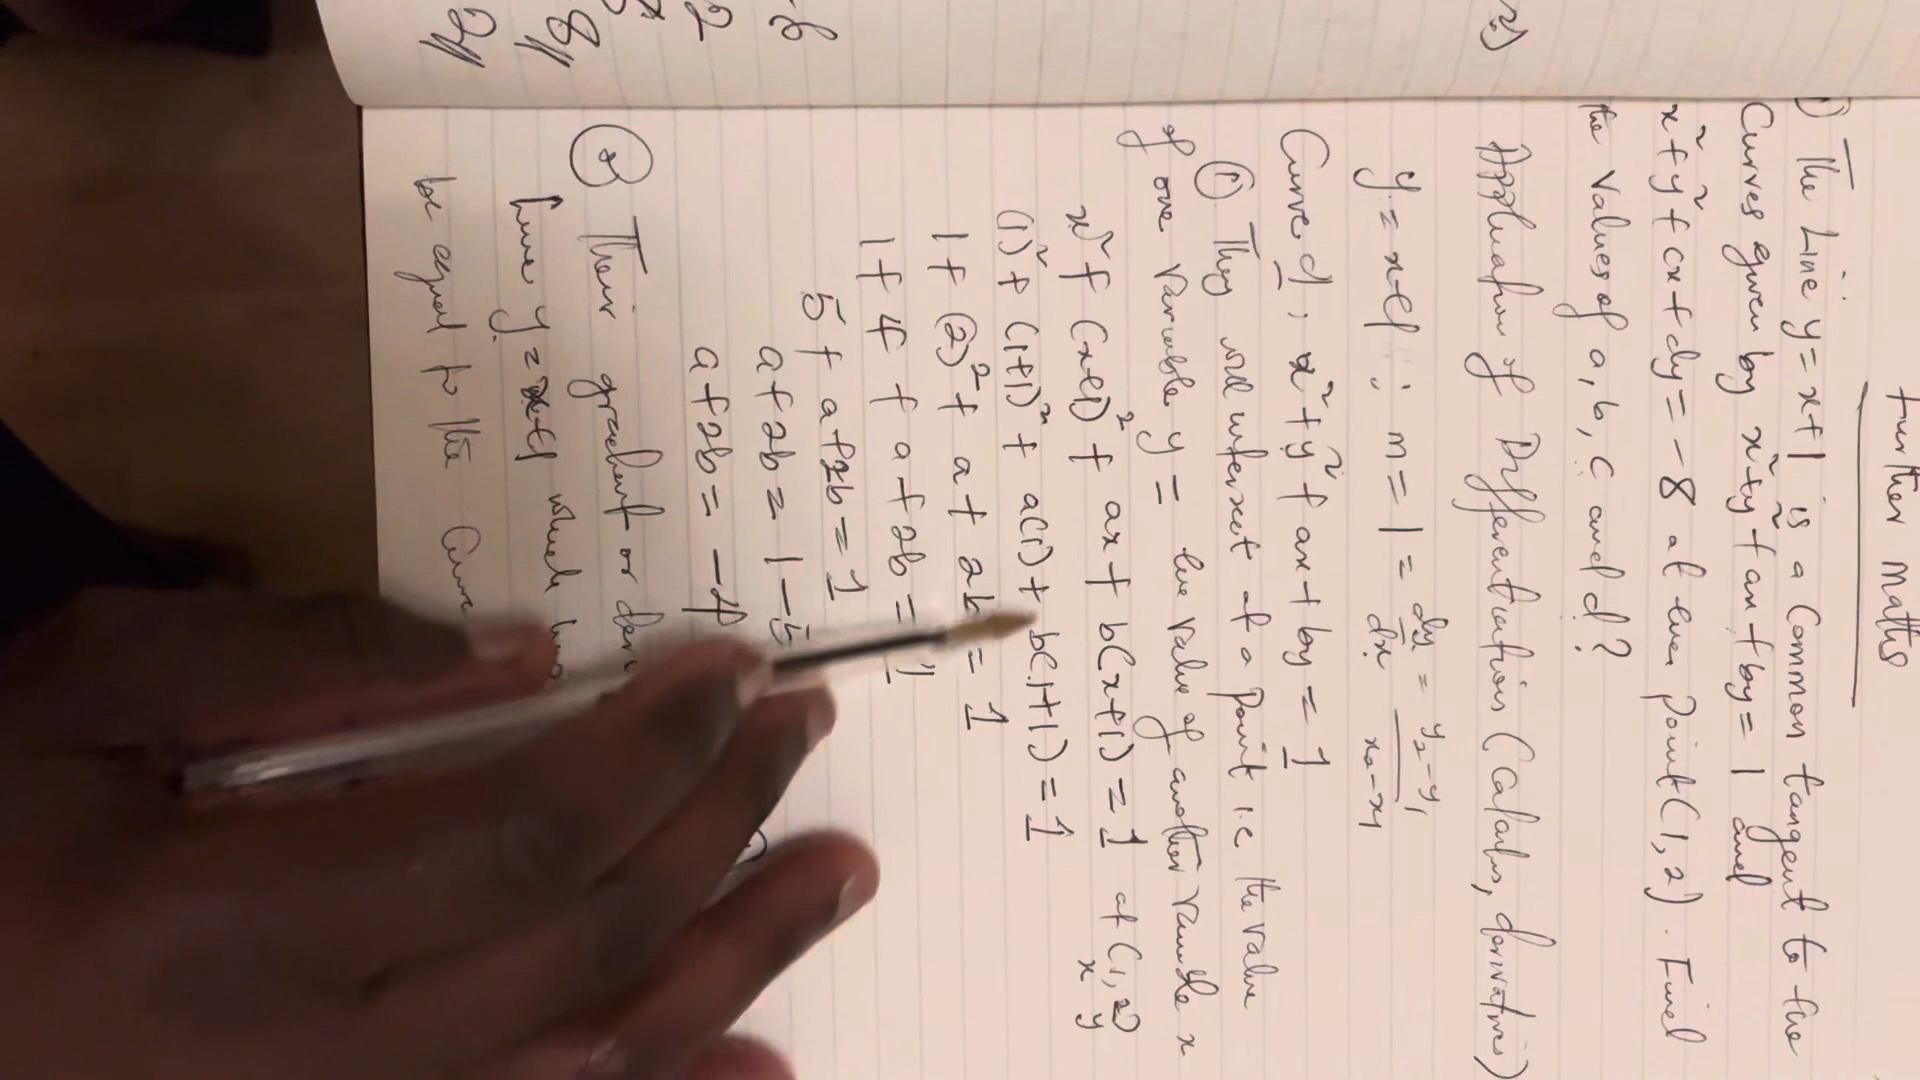 Further maths
1) The Line y = x+1 is a Common tangent to the
Curves given by x² + y² + ax + by = 1 and
x² + y² + cx + dy = -8 at the point (1, 2). Find
the values of a, b, c and d?
Application of Differentiation (Calculus, derivatives)
y = x+1 ; m = 1 = dy/dx = y₂-y₁/x₂-x₁
Curve 1 ; x² + y² + ax + by = 1
① They will intersect at a point i.e the value
of one variable y = the value of another variable x
x² + (x+1)² + ax + b(x+1) = 1 at (1, 2)
x y
(1)² + (1+1)² + a(1) + b(1+1) = 1
1 + (2)² + a + 2b = 1
1 + 4 + a + 2b = 1
5 + a + 2b = 1
a + 2b = 1 - 5
a + 2b = -4
② Their gradient or
line y = x+1 which
be equal to the Curve
-6
2
8
2